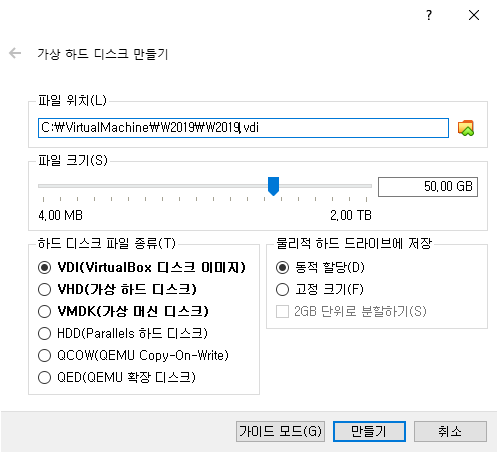 ?
가상 하드 디스크 만들기
파일 위치(L)
C:₩VirtualMachine₩W2019₩W2019.vdi
파일 크기(S)
50,00 GB
4,00 MB 2,00 TB
하드 디스크 파일 종류(T)
VDI(VirtualBox 디스크 이미지)
VHD(가상 하드 디스크)
VMDK(가상 머신 디스크)
HDD(Parallels 하드 디스크)
QCOW(QEMU Copy-On-Write)
QED(QEMU 확장 디스크)
물리적 하드 드라이브에 저장
동적 할당(D)
고정 크기(F)
2GB 단위로 분할하기(S)
가이드 모드(G) 만들기 취소